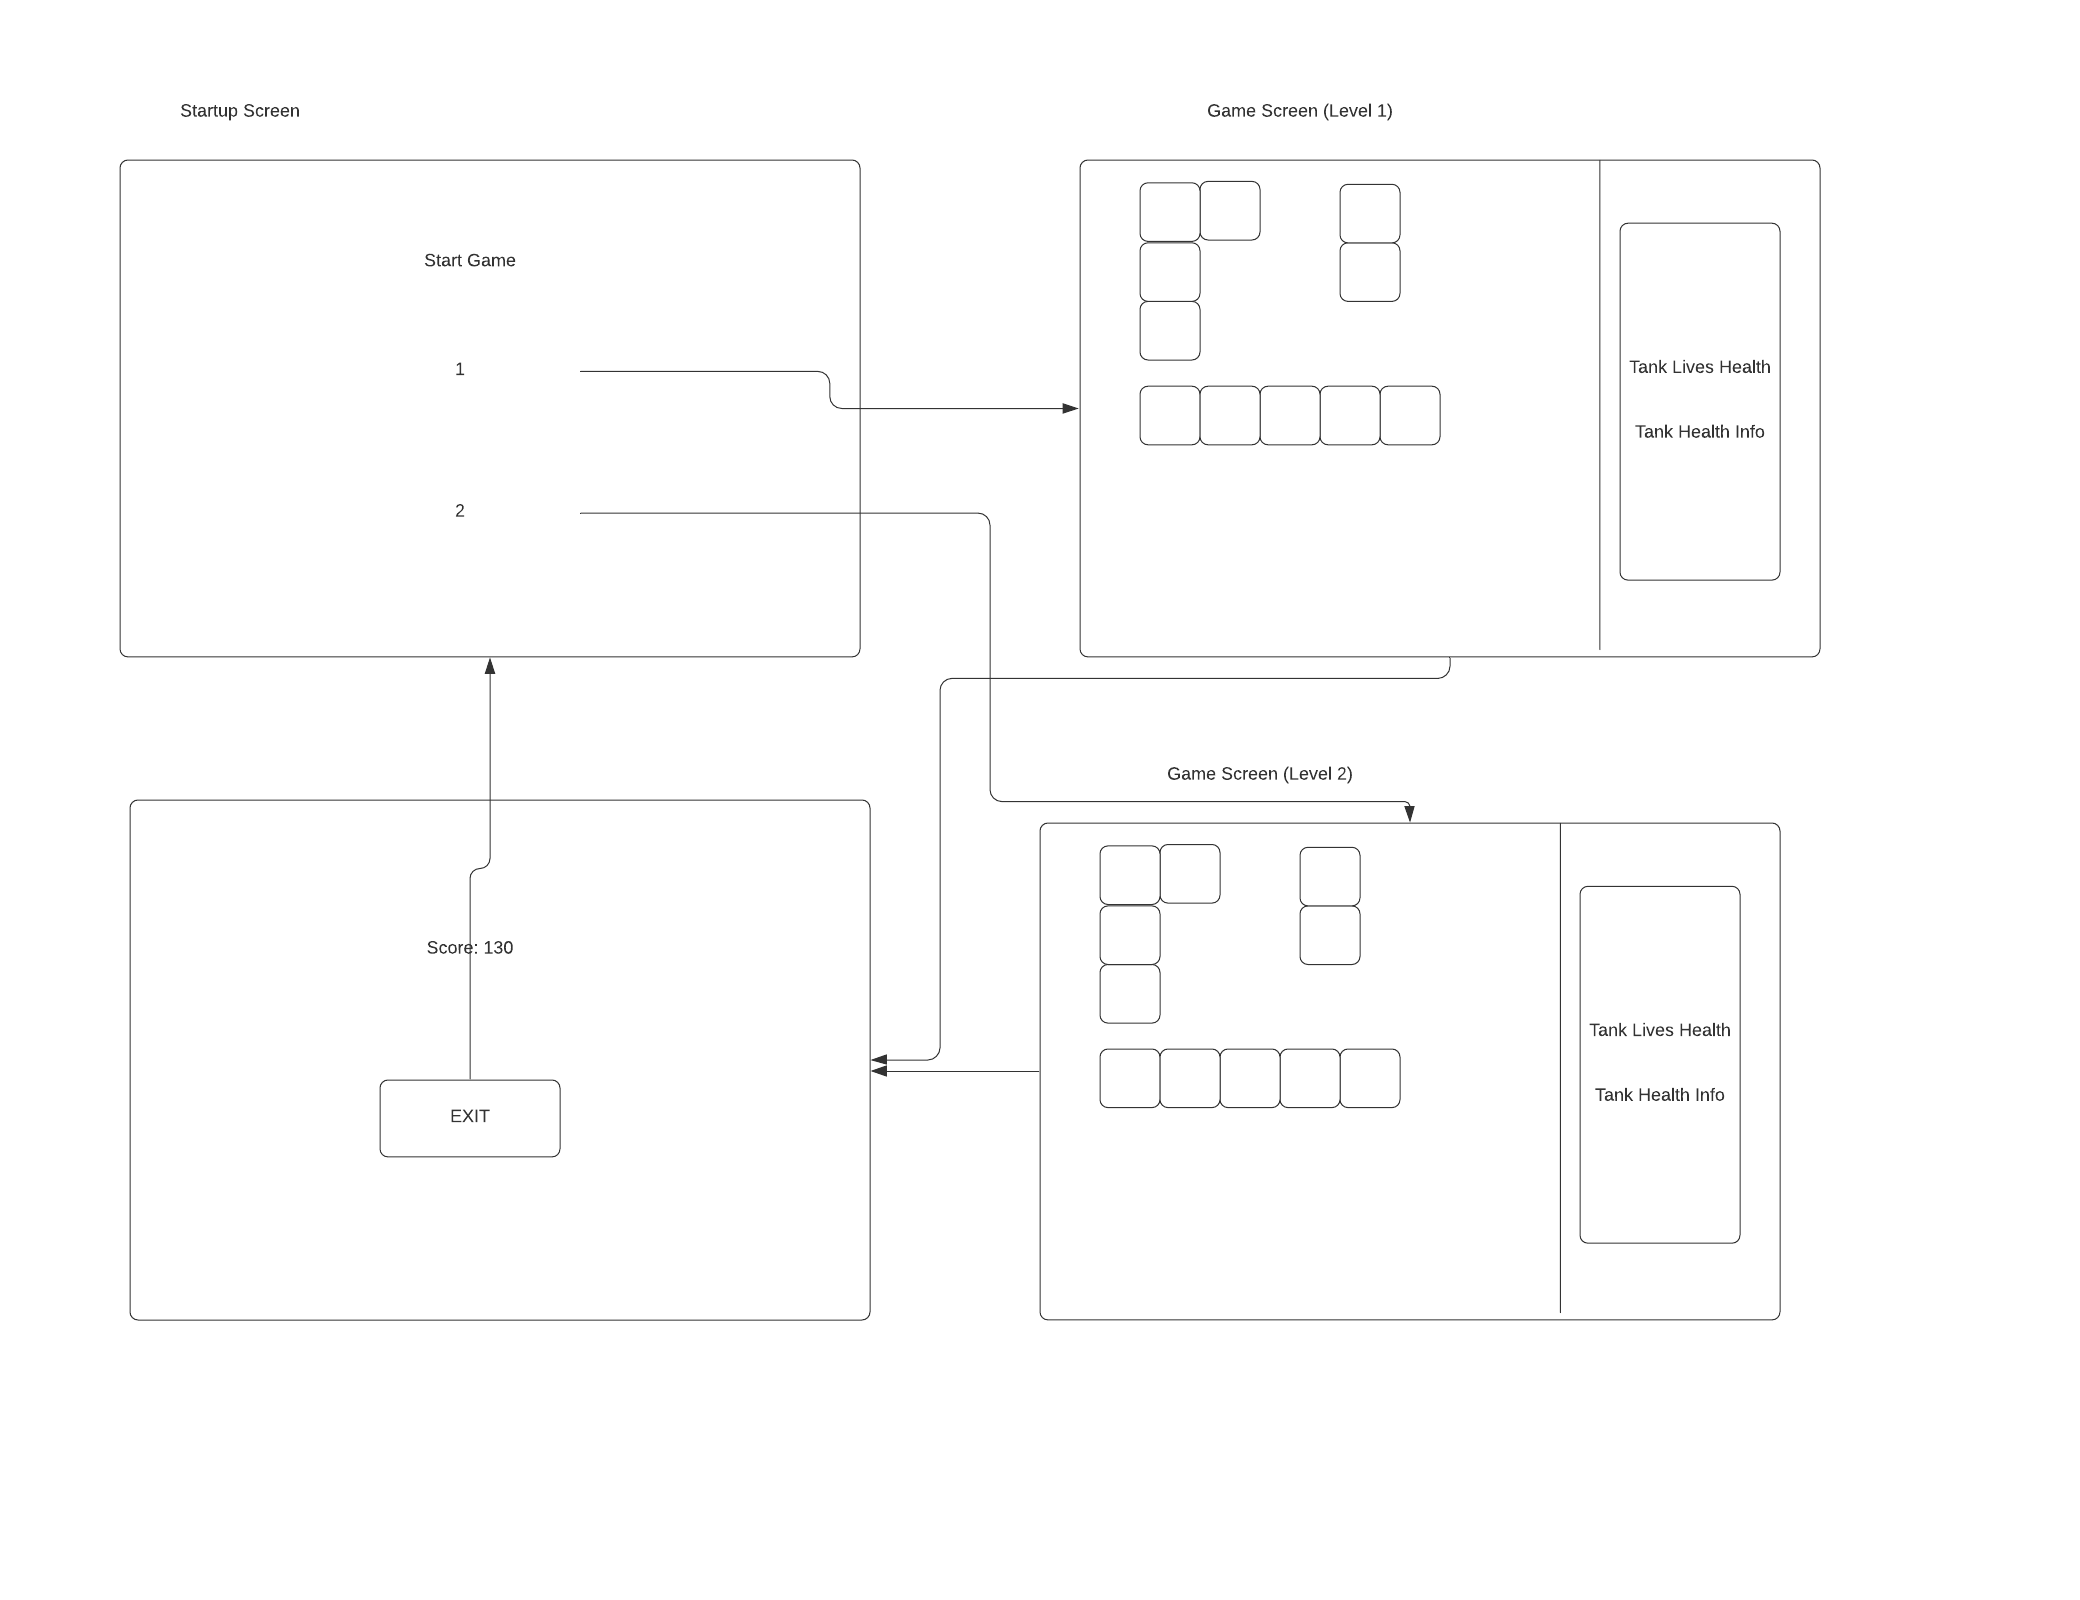 Startup Screen
Game Screen (Level 1)
Start Game
1
2
Tank Lives Health
Tank Health Info
Game Screen (Level 2)
Score: 130
EXIT
Tank Lives Health
Tank Health Info